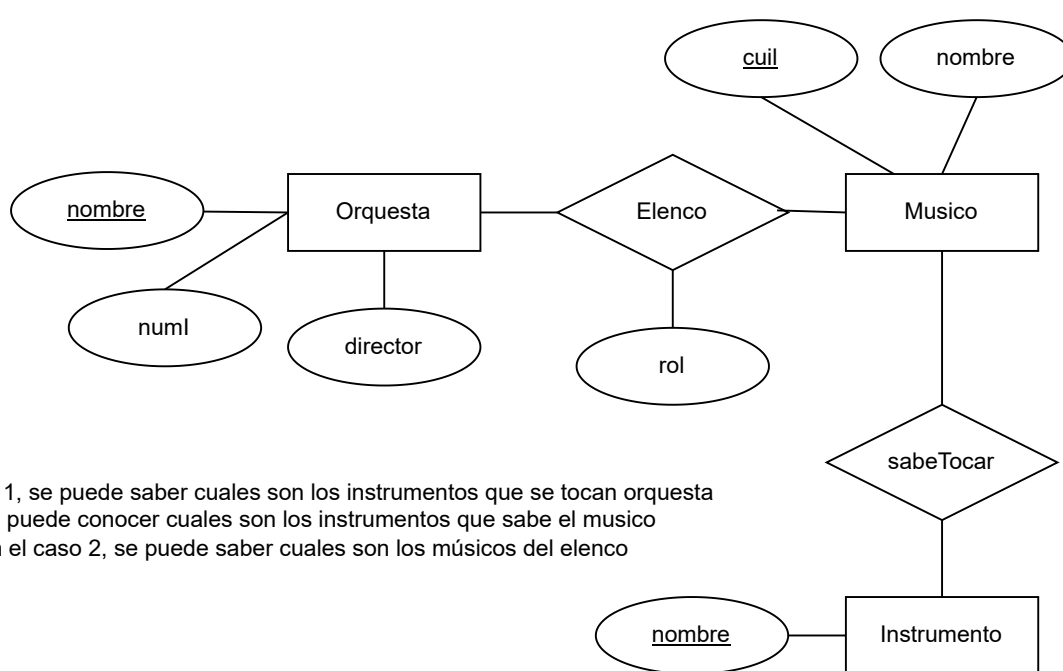 cuil
nombre
nombre
Orquesta
Elenco
Musico
numI
director
rol
sabeTocar
1, se puede saber cuales son los instrumentos que se tocan orquesta
puede conocer cuales son los instrumentos que sabe el musico
el caso 2, se puede saber cuales son los músicos del elenco
nombre
Instrumento